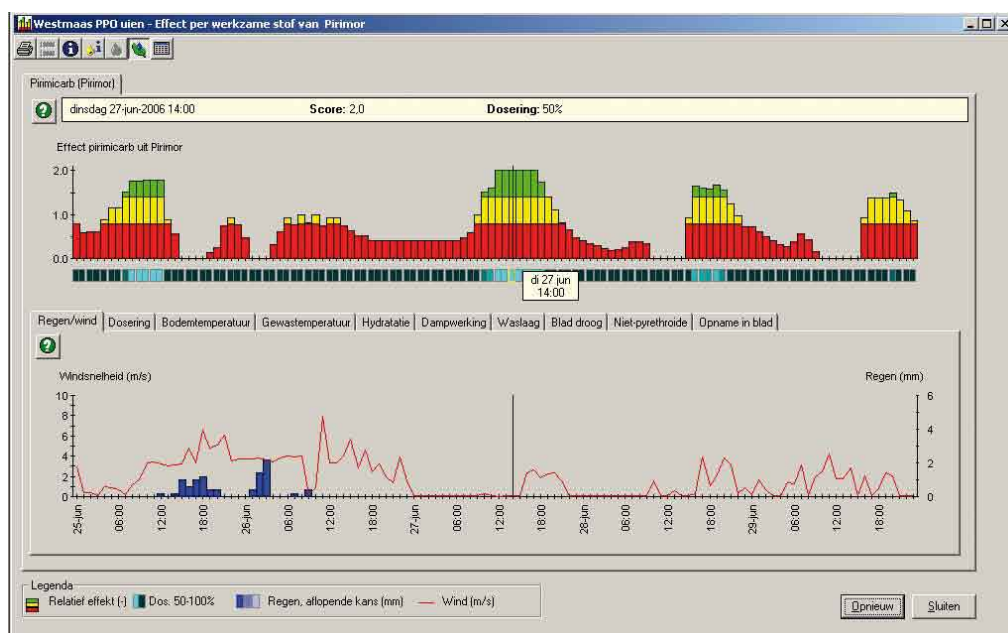 Westmaas PPO uien - Effect per werkzame stof van Pirimor
Pirimicarb (Pirimor)
dinsdag 27-jun-2006 14:00 Score: 2,0 Dosering: 50%
Effect pirimicarb uit Pirimor
2.0
1.0
0.0
di 27 jun
14:00
Regen/wind Dosering Bodemtemperatuur Gewastemperatuur Hydratatie Dampwerking Waslaag Blad droog Niet-pyrethroide Opname in blad
Windsnelheid (m/s) Regen (mm)
10 6
8
6 4
4
2 2
0 0
25-jun 06:00 12:00 18:00 26-jun 06:00 12:00 18:00 27-jun 06:00 12:00 18:00 28-jun 06:00 12:00 18:00 29-jun 06:00 12:00 18:00
Legenda
Relatief effekt (-) Dos. 50-100% Regen, aflopende kans (mm) Wind (m/s)
Opnieuw Sluiten